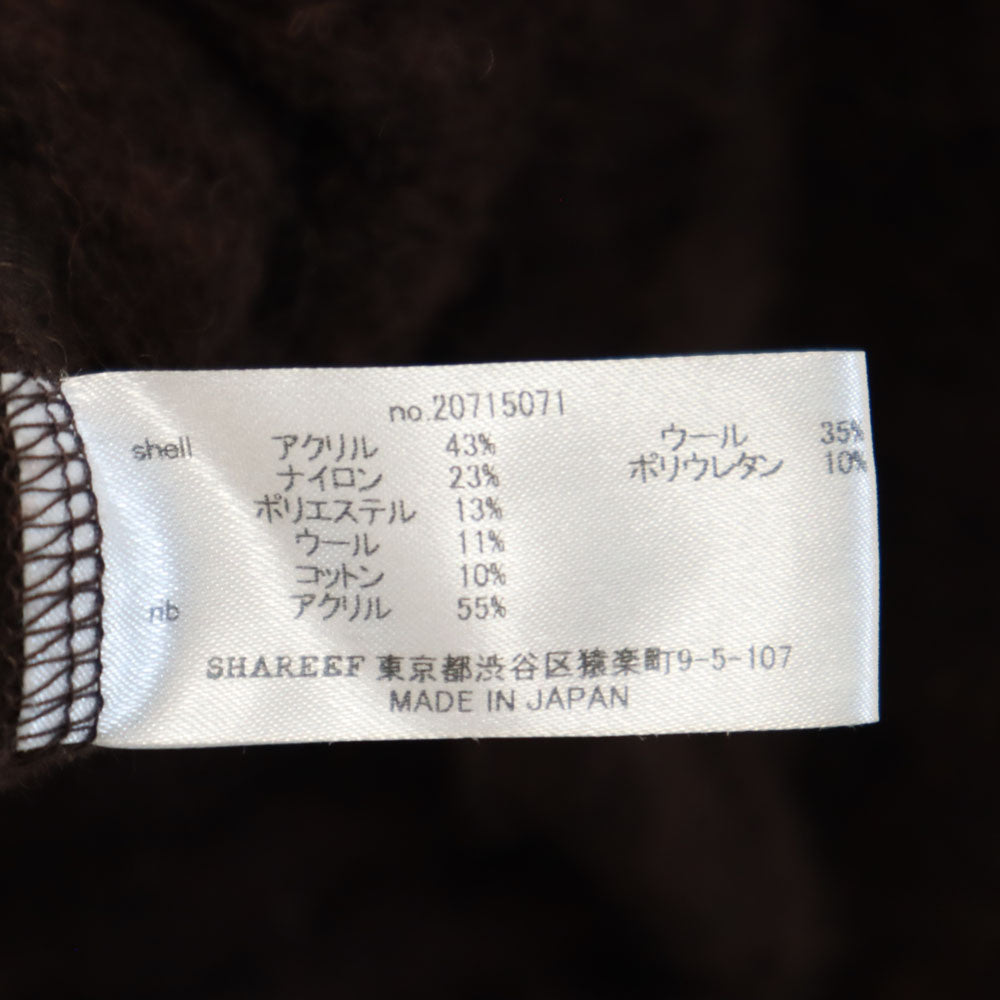 no.20715071
shell アクリル 43%
ナイロン 23%
ポリエステル 13%
ウール 11%
コットン 10%
rib アクリル 55%
ウール 35%
ポリウレタン 10%
SHAREEF 東京都渋谷区猿楽町9-5-107
MADE IN JAPAN